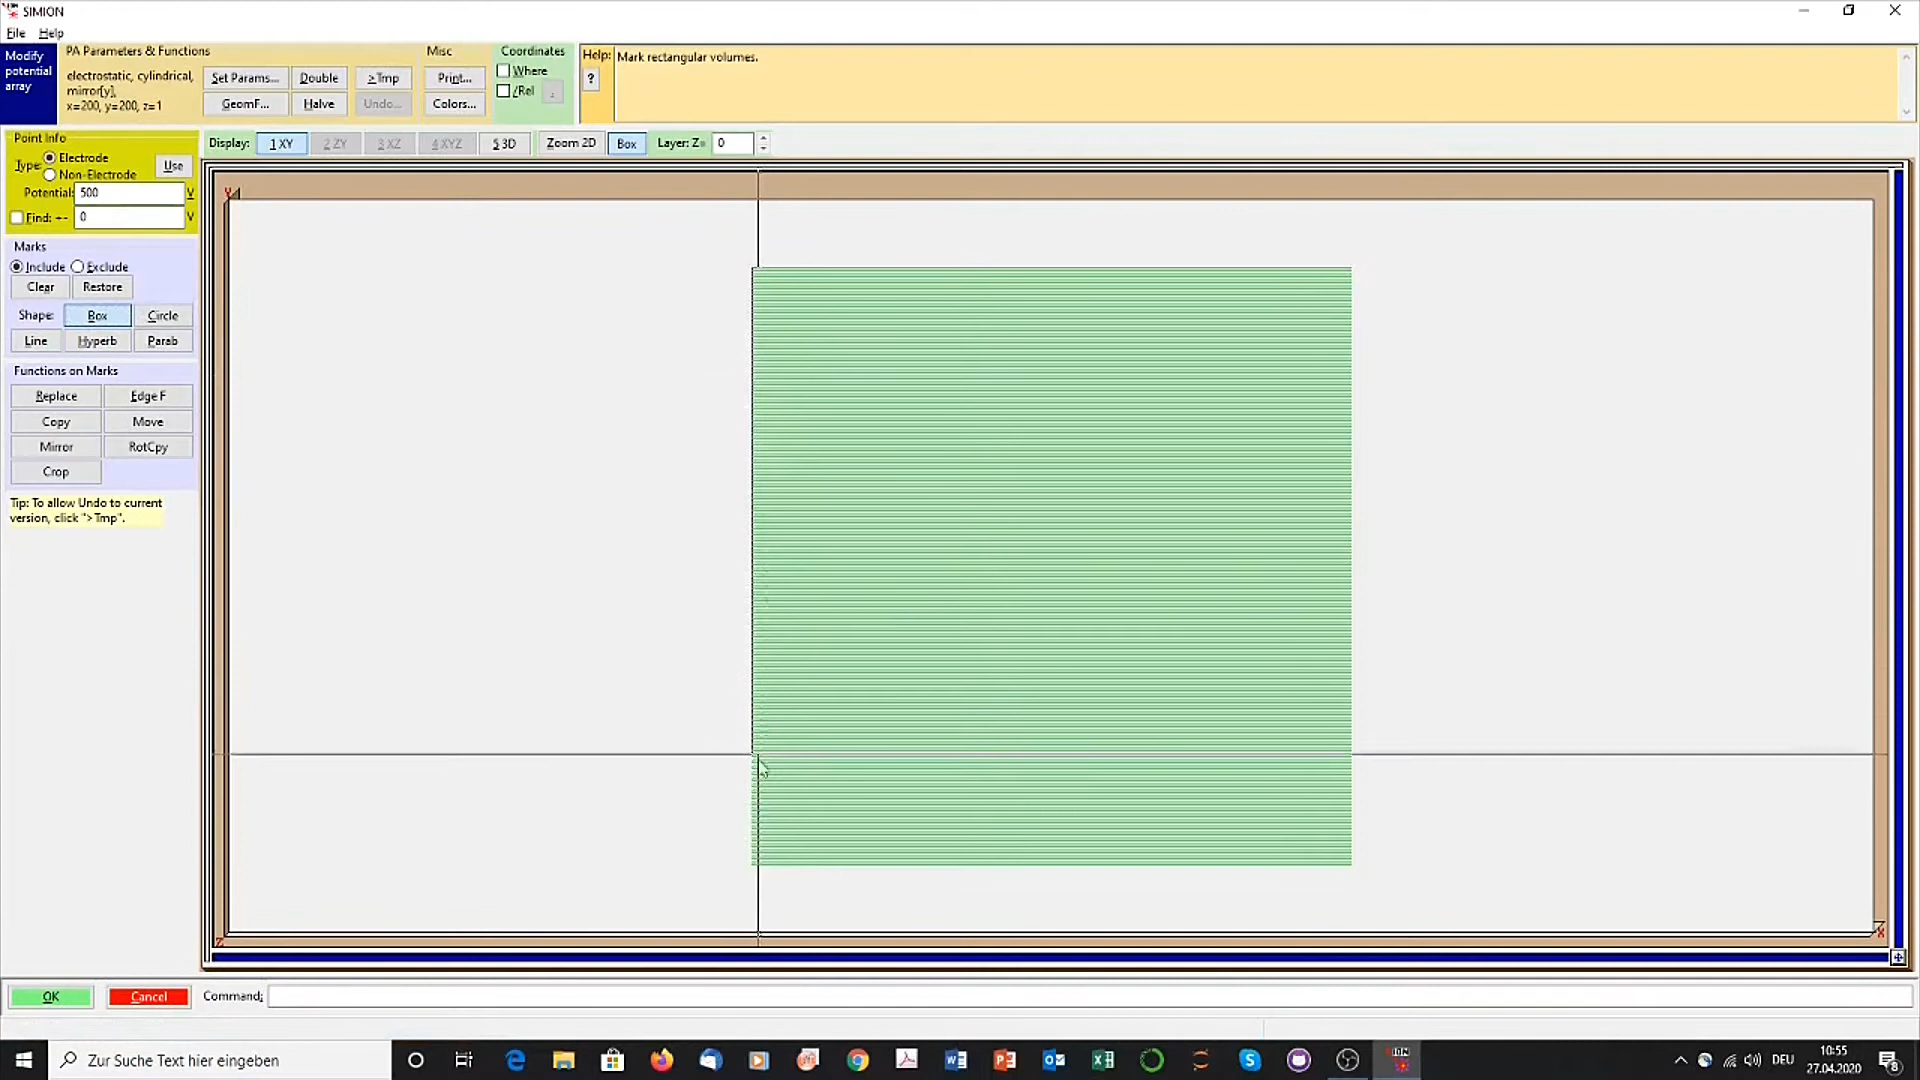 SIMION
File Help
Modify
potential
array
PA Parameters & Functions
electrostatic, cylindrical,
mirror[y],
x=200, y=200, z=1
Set Params...
Double
>Tmp
GeomF...
Halve
Undo...
Misc
Print...
Colors...
Coordinates
Where
/Rel
.
Help:
?
Mark rectangular volumes.
Point Info
Type:
Electrode
Non-Electrode
Use
Potential: 500 V
Find: +- 0 V
Display: 1 XY 2 ZY 3 XZ 4 XYZ 5 3D Zoom 2D Box Layer: Z= 0
Marks
Include Exclude
Clear Restore
Shape: Box Circle
Line Hyperb Parab
Functions on Marks
Replace Edge F
Copy Move
Mirror RotCpy
Crop
Tip: To allow Undo to current
version, click ">Tmp".
Y
Z
X
OK Cancel Command:
Zur Suche Text hier eingeben
ION
DEU
10:55
27.04.2020
8